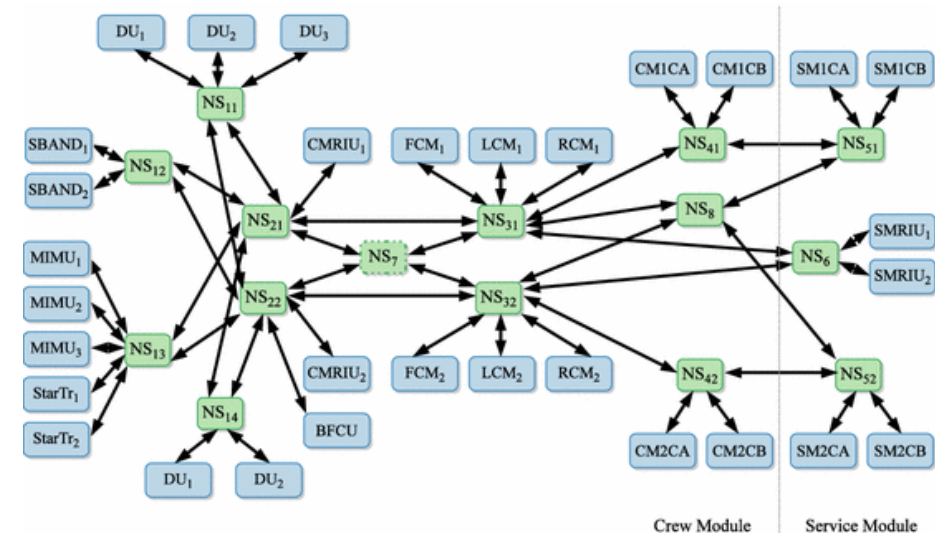 DU₁
DU₂
DU₃
NS₁₁
CM1CA
CM1CB
SM1CA
SM1CB
SBAND₁
SBAND₂
NS₁₂
CMRIU₁
FCM₁
LCM₁
RCM₁
NS₄₁
NS₅₁
NS₂₁
NS₃₁
NS₈
MIMU₁
MIMU₂
MIMU₃
StarTr₁
StarTr₂
NS₇
NS₆
SMRIU₁
SMRIU₂
NS₂₂
NS₃₂
NS₁₃
CMRIU₂
FCM₂
LCM₂
RCM₂
NS₄₂
NS₅₂
NS₁₄
BFCU
DU₁
DU₂
CM2CA
CM2CB
SM2CA
SM2CB
Crew Module
Service Module